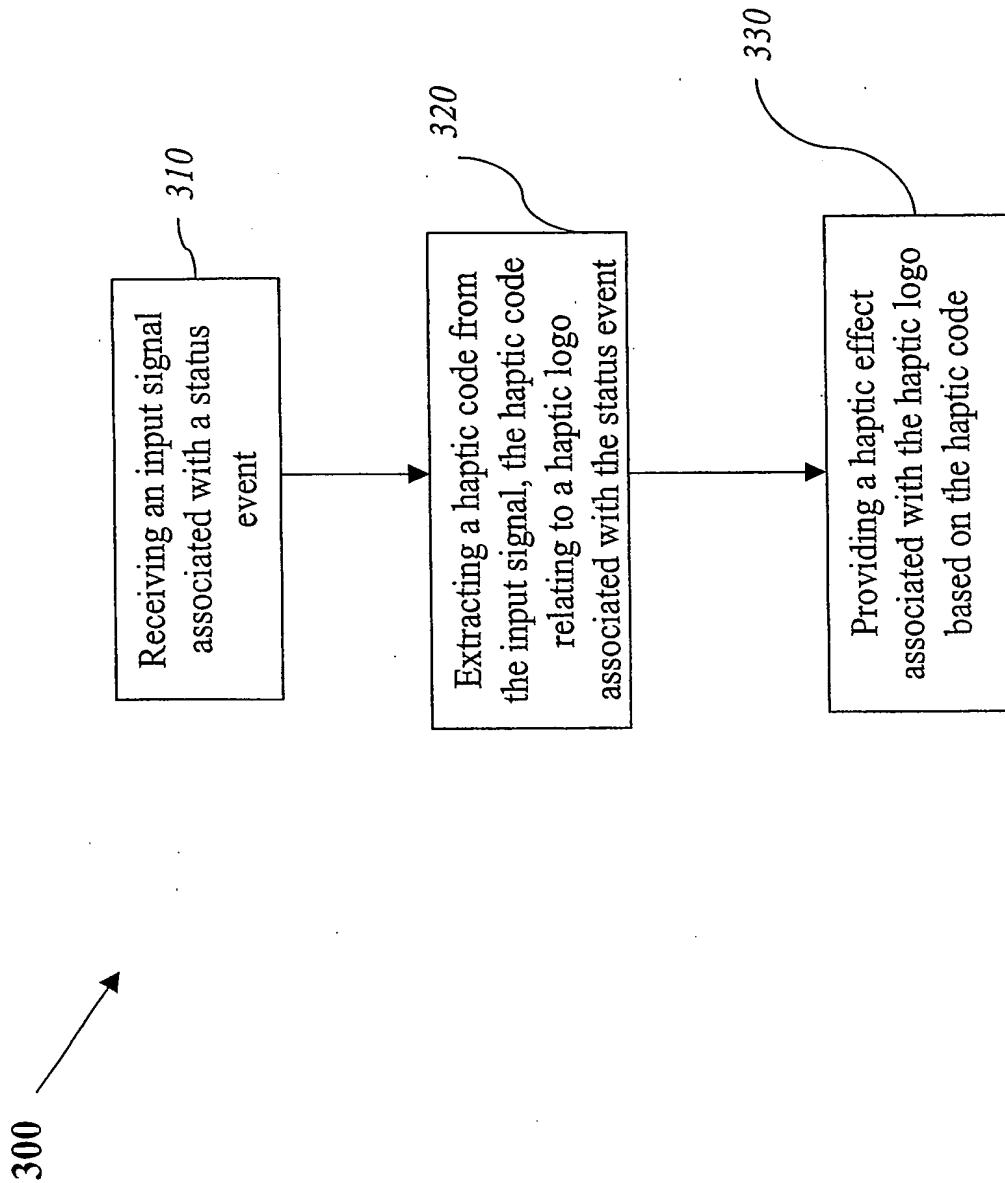 300
310
Receiving an input signal
associated with a status
event
320
Extracting a haptic code from
the input signal, the haptic code
relating to a haptic logo
associated with the status event
330
Providing a haptic effect
associated with the haptic logo
based on the haptic code